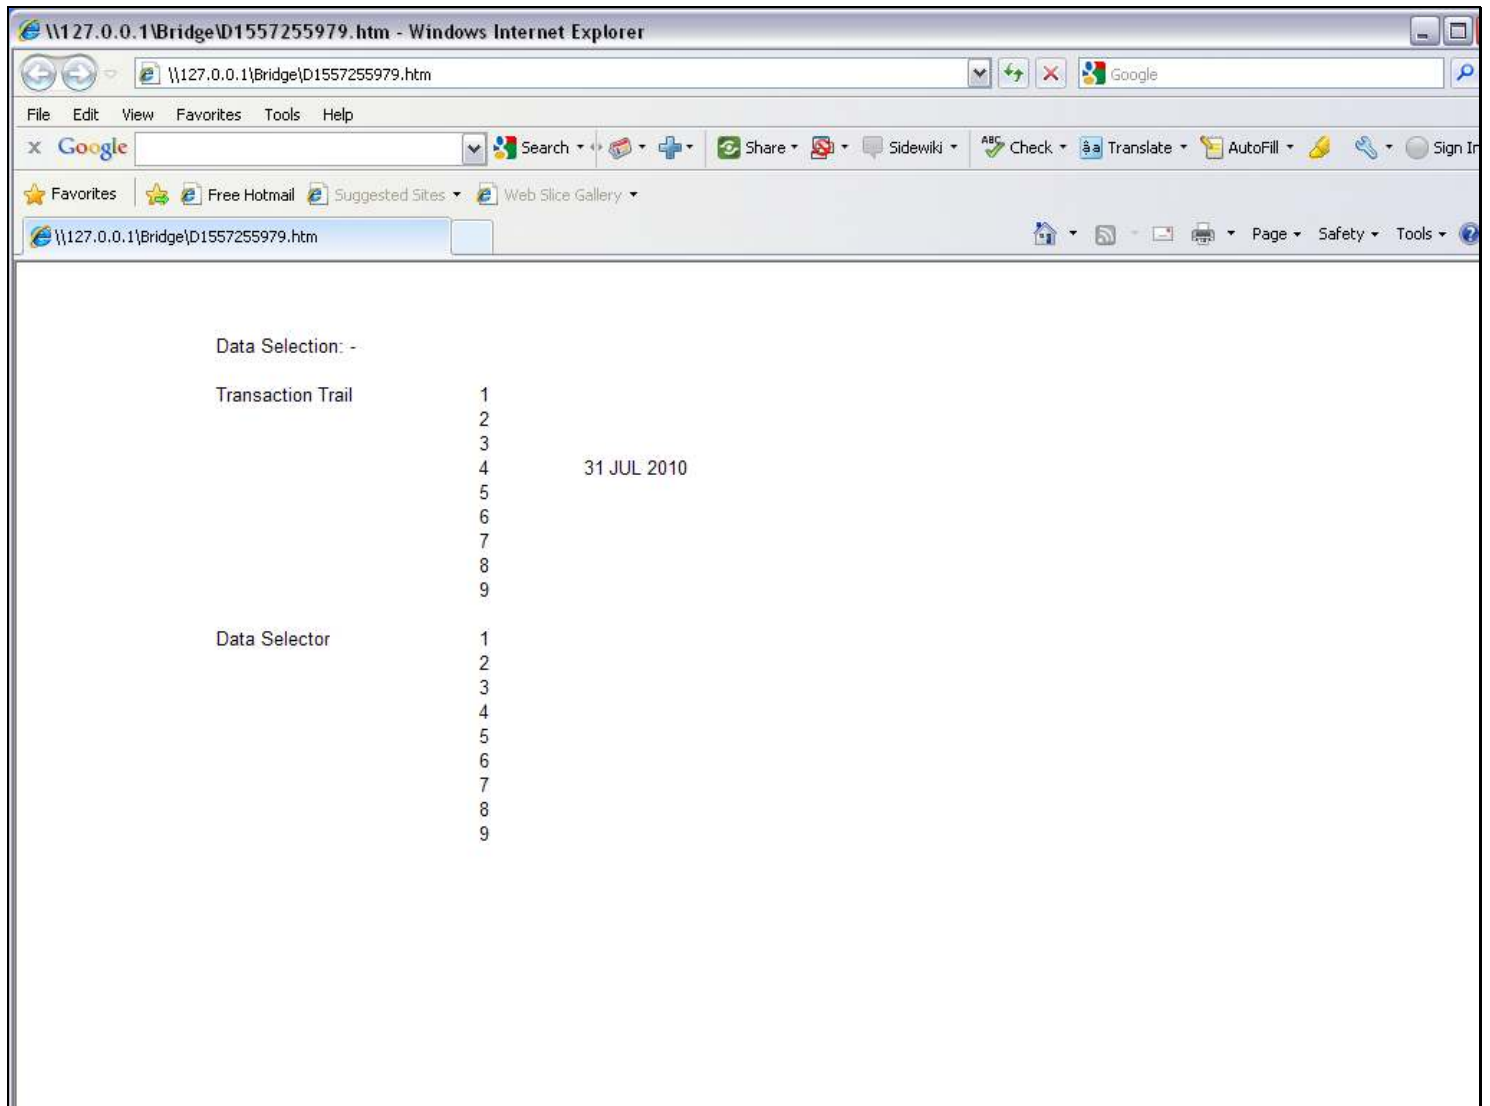 \\127.0.0.1\Bridge\D1557255979.htm - Windows Internet Explorer
\\127.0.0.1\Bridge\D1557255979.htm Google
File Edit View Favorites Tools Help
x Google Search Share Sidewiki ABC Check āa Translate AutoFill Sign In
Favorites Free Hotmail Suggested Sites Web Slice Gallery
\\127.0.0.1\Bridge\D1557255979.htm Page Safety Tools
Data Selection: -
Transaction Trail 1
2
3
4 31 JUL 2010
5
6
7
8
9
Data Selector 1
2
3
4
5
6
7
8
9